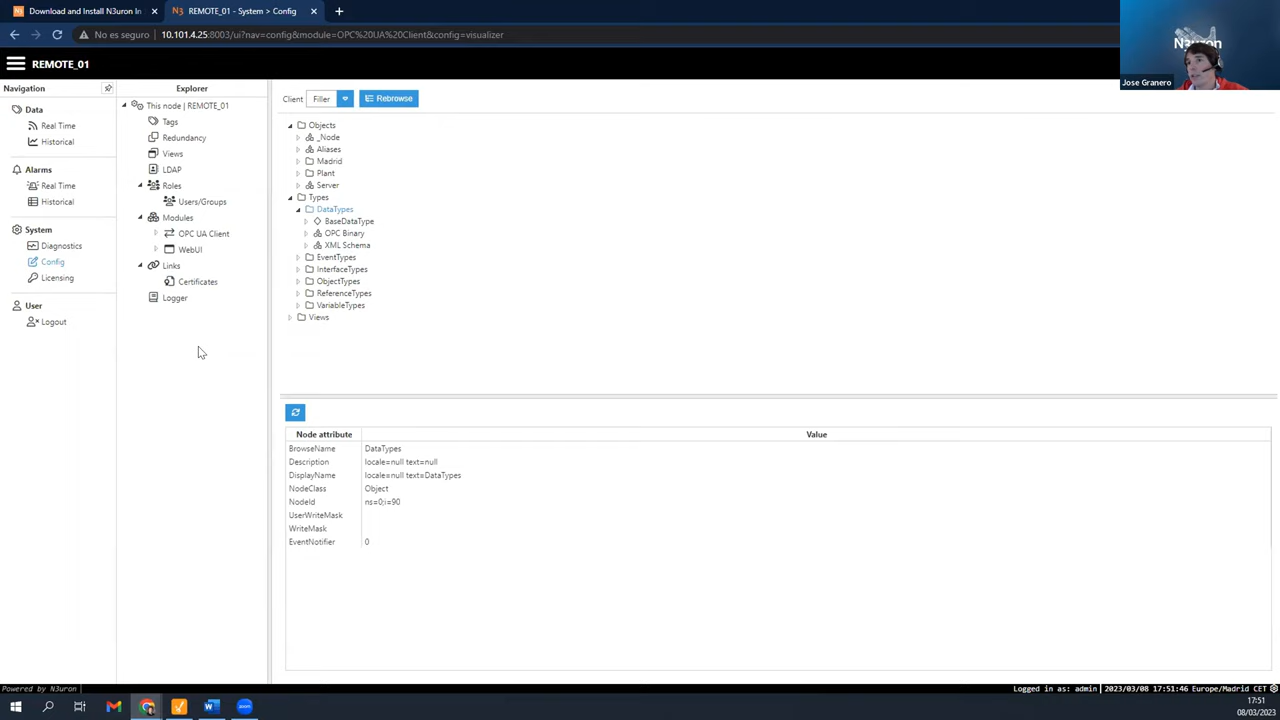 Download and Install N3uron In
REMOTE_01 - System > Config
No es seguro
10.101.4.25:8003/ui?nav=config&module=OPC%20UA%20Client&config=visualizer
N3uron
Jose Granero
REMOTE_01
Navigation
Data
Real Time
Historical
Alarms
Real Time
Historical
System
Diagnostics
Config
Licensing
User
Logout
Explorer
This node | REMOTE_01
Tags
Redundancy
Views
LDAP
Roles
Users/Groups
Modules
OPC UA Client
WebUI
Links
Certificates
Logger
Client Filler Rebrowse
Objects
_Node
Aliases
Madrid
Plant
Server
Types
DataTypes
BaseDataType
OPC Binary
XML Schema
EventTypes
InterfaceTypes
ObjectTypes
ReferenceTypes
VariableTypes
Views
Node attribute Value
BrowseName DataTypes
Description locale=null text=null
DisplayName locale=null text=DataTypes
NodeClass Object
NodeId ns=0;i=90
UserWriteMask
WriteMask
EventNotifier 0
Powered by N3uron
Logged in as: admin | 2023/03/08 17:51:46 Europe/Madrid CET
zoom
17:51
08/03/2023